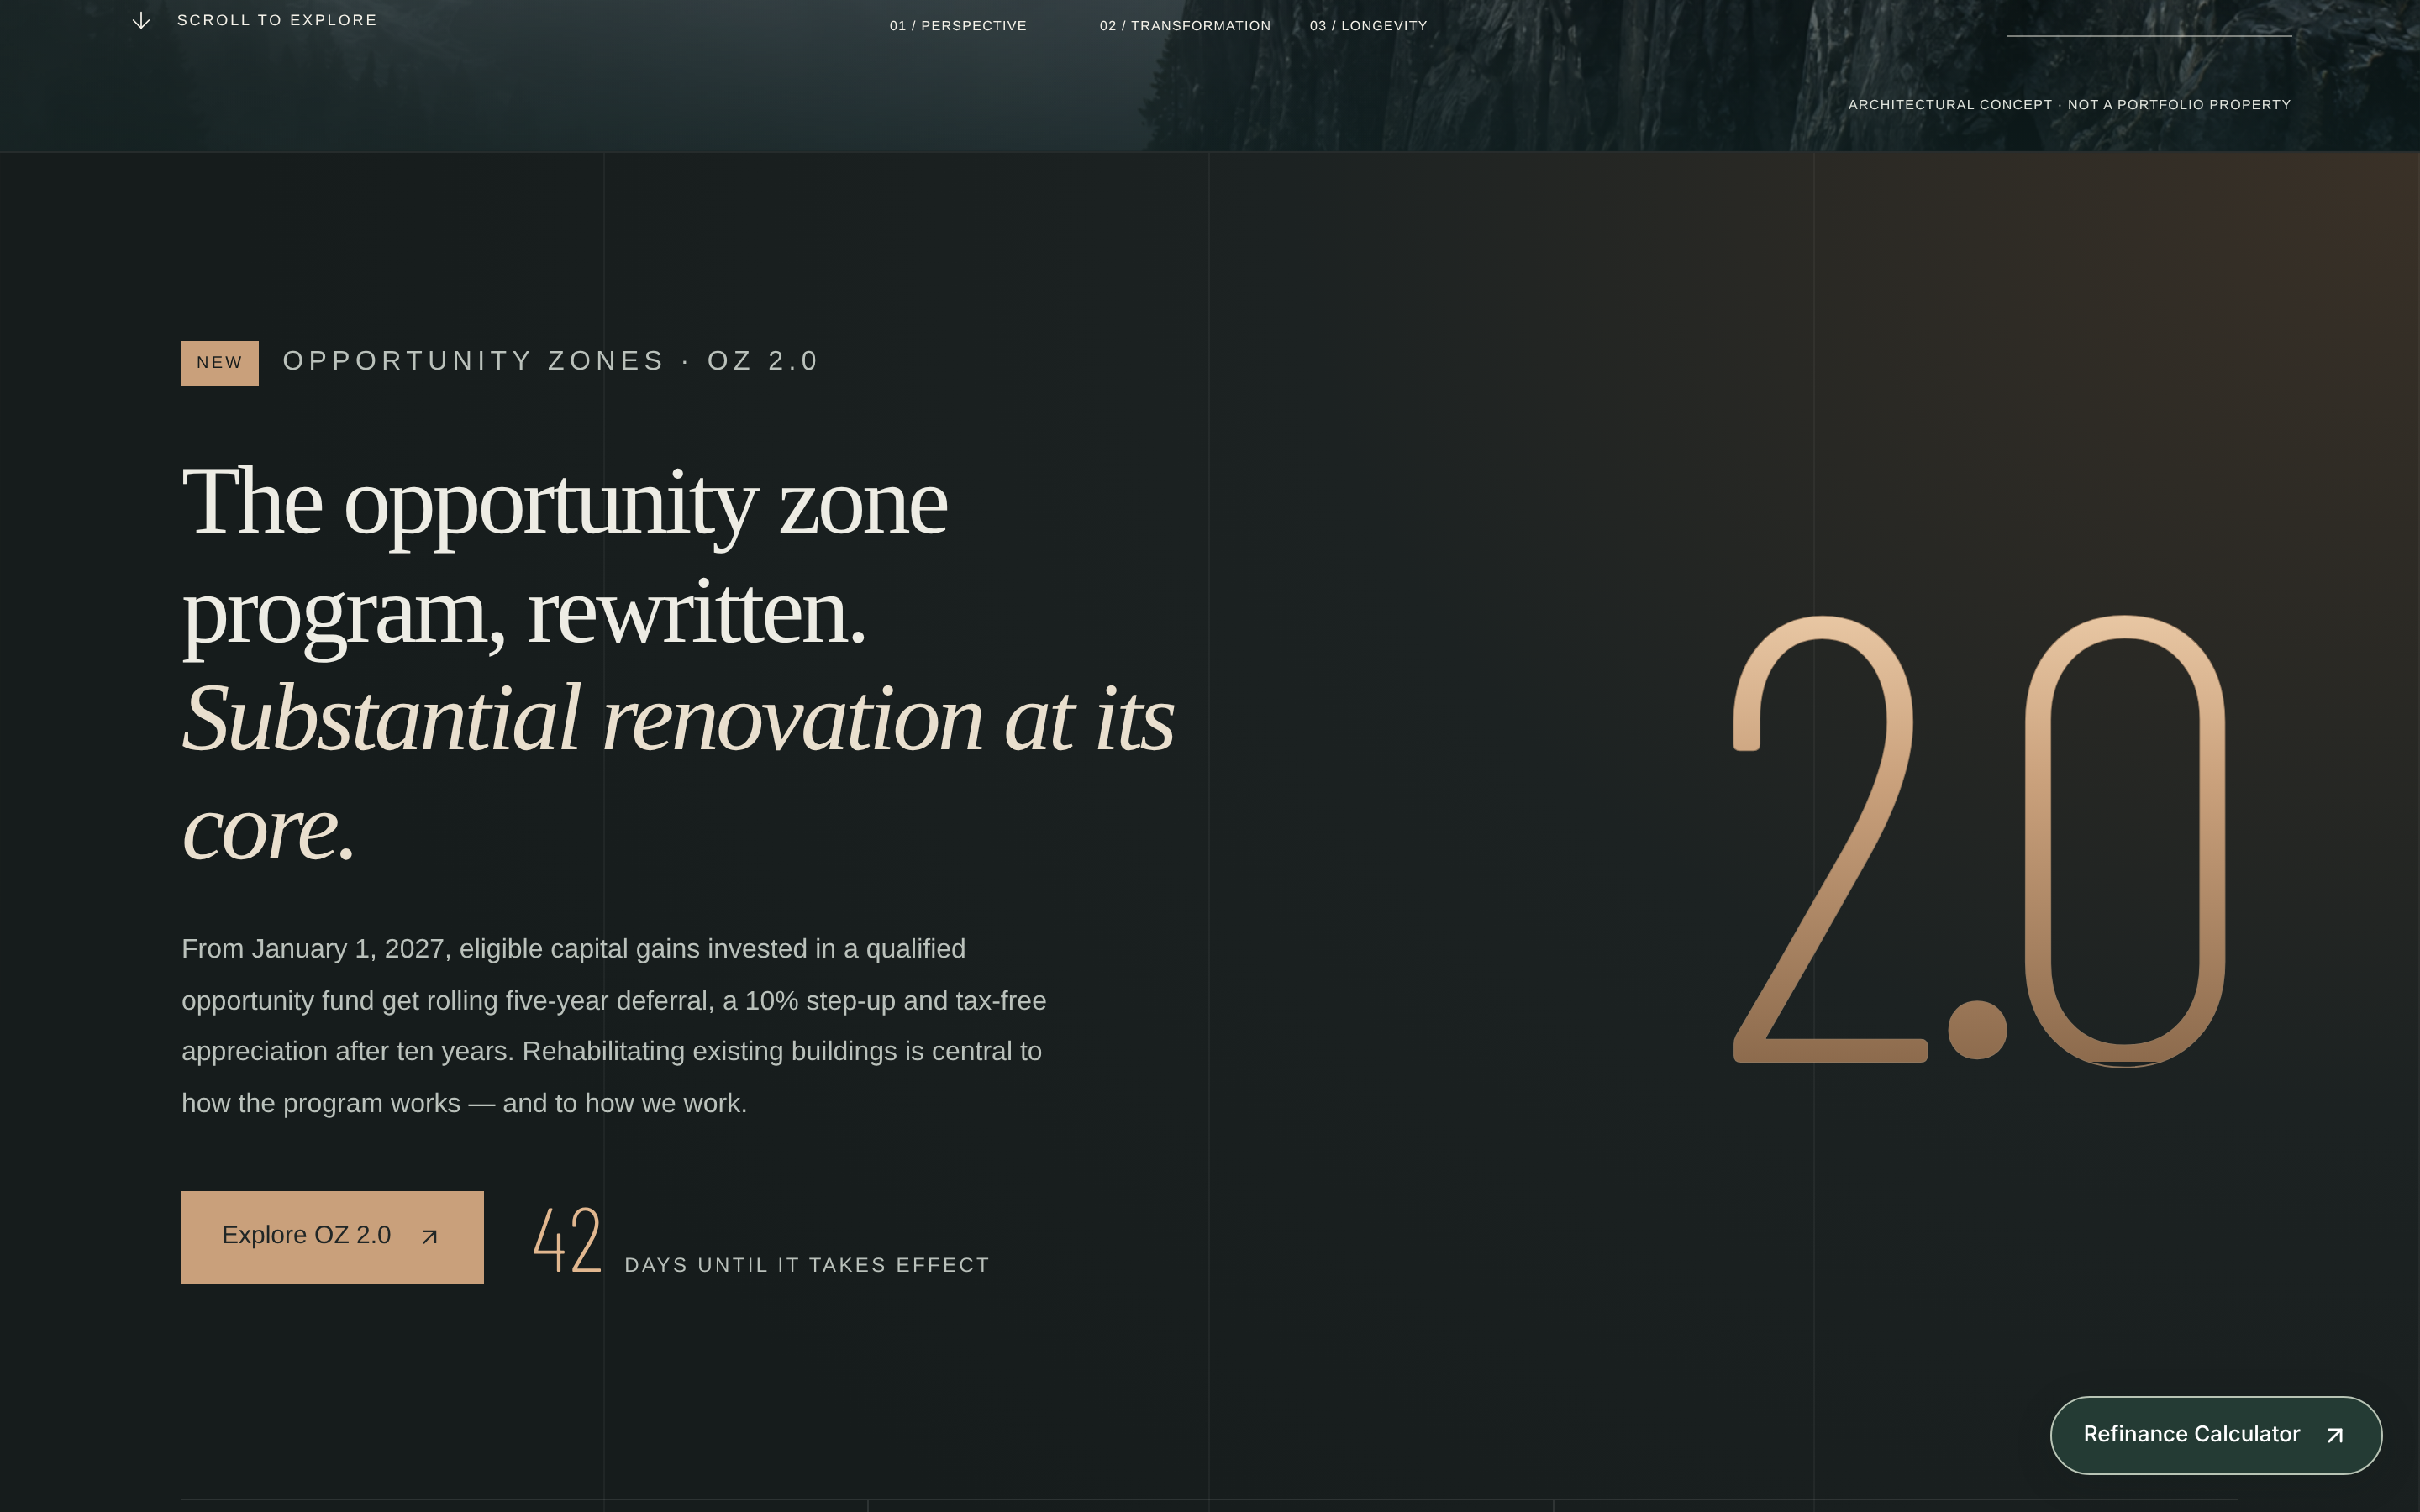 SCROLL TO EXPLORE
01 / PERSPECTIVE
02 / TRANSFORMATION
03 / LONGEVITY
ARCHITECTURAL CONCEPT · NOT A PORTFOLIO PROPERTY
NEW
OPPORTUNITY ZONES · OZ 2.0
The opportunity zone
program, rewritten.
Substantial renovation at its
core.
2.0
From January 1, 2027, eligible capital gains invested in a qualified
opportunity fund get rolling five-year deferral, a 10% step-up and tax-free
appreciation after ten years. Rehabilitating existing buildings is central to
how the program works — and to how we work.
Explore OZ 2.0
42 DAYS UNTIL IT TAKES EFFECT
Refinance Calculator